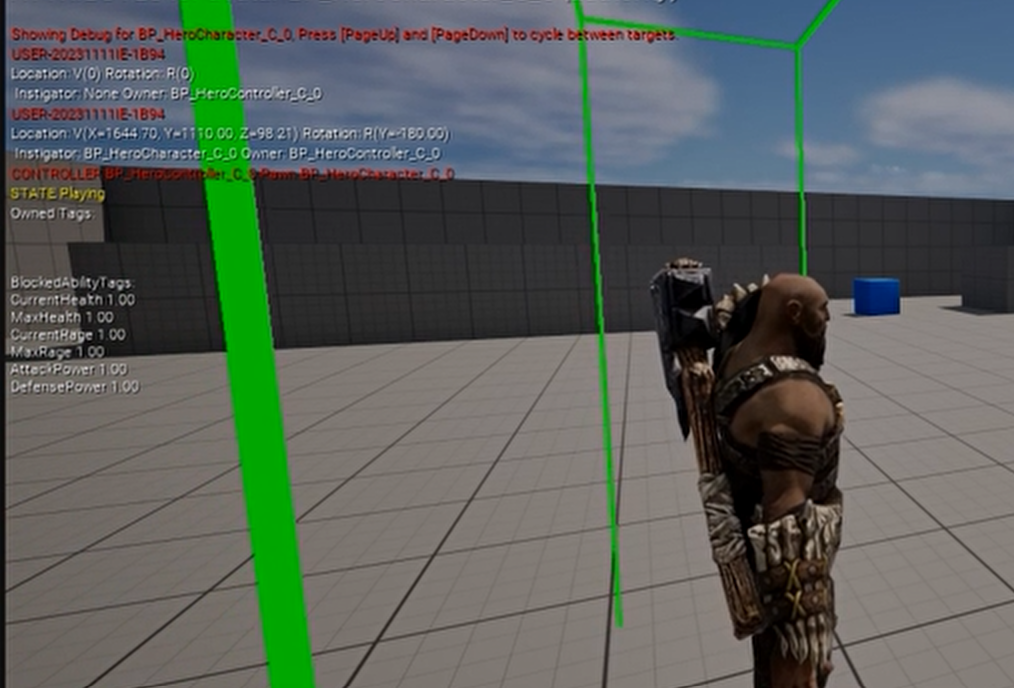 Showing Debug for BP_HeroCharacter_C_0, Press [PageUp] and [PageDown] to cycle between targets.
USER-20231111IE-1B94
Location: V(0) Rotation: R(0)
Instigator: None Owner: BP_HeroController_C_0
USER-20231111IE-1B94
Location: V(X=1644.70, Y=1110.00, Z=98.21) Rotation: R(Y=-180.00)
Instigator: BP_HeroCharacter_C_0 Owner: BP_HeroController_C_0
CONTROLLER BP_HeroController_C_0 Pawn BP_HeroCharacter_C_0
STATE Playing
Owned Tags:
BlockedAbilityTags:
CurrentHealth 1.00
MaxHealth 1.00
CurrentRage 1.00
MaxRage 1.00
AttackPower 1.00
DefensePower 1.00